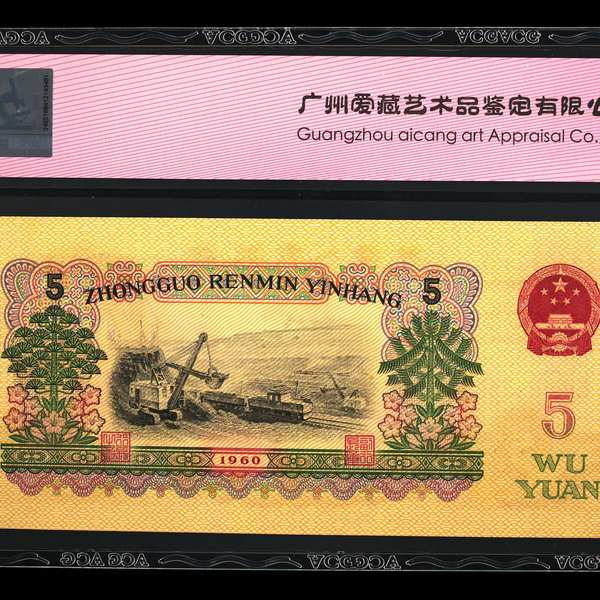 广州爱藏艺术品鉴定有限公
Guangzhou aicang art Appraisal Co.
5 ZHONGGUO RENMIN YINHANG 5
1960
5
WU
YUAN